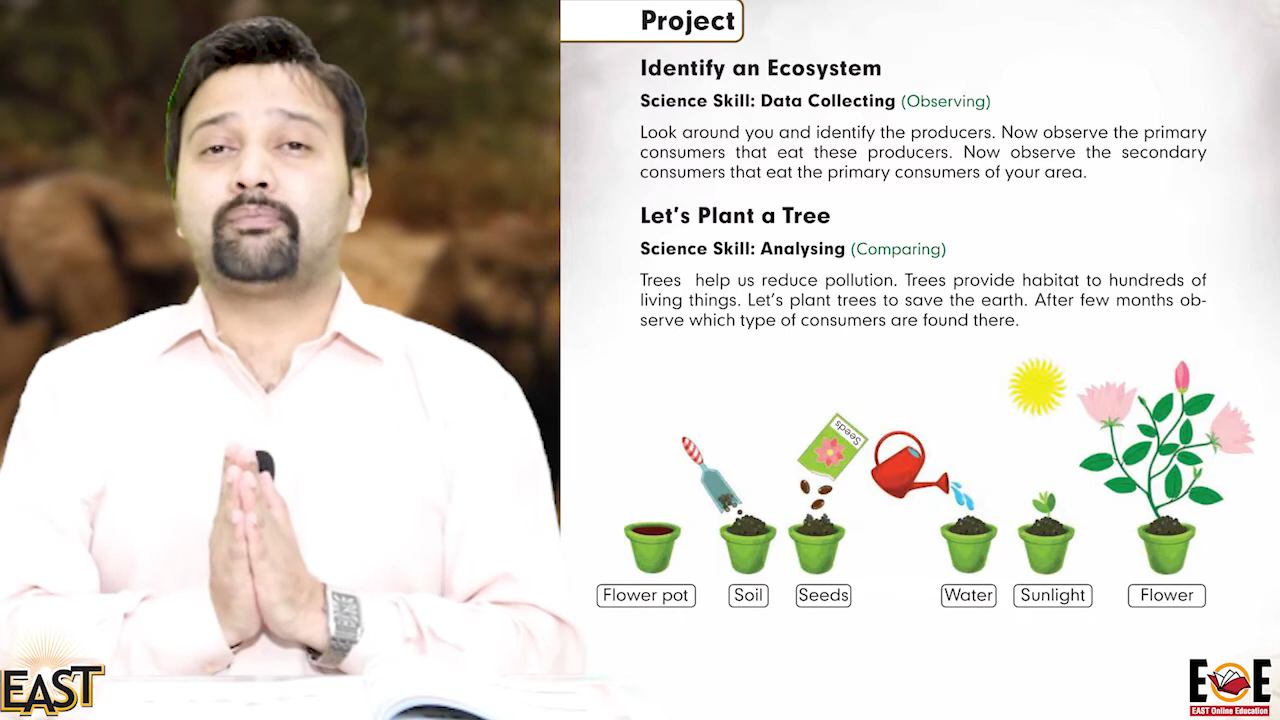 Project
Identify an Ecosystem
Science Skill: Data Collecting (Observing)
Look around you and identify the producers. Now observe the primary
consumers that eat these producers. Now observe the secondary
consumers that eat the primary consumers of your area.
Let's Plant a Tree
Science Skill: Analysing (Comparing)
Trees help us reduce pollution. Trees provide habitat to hundreds of
living things. Let's plant trees to save the earth. After few months ob-
serve which type of consumers are found there.
Seeds
Flower pot
Soil
Seeds
Water
Sunlight
Flower
EAST
EOE
EAST Online Education